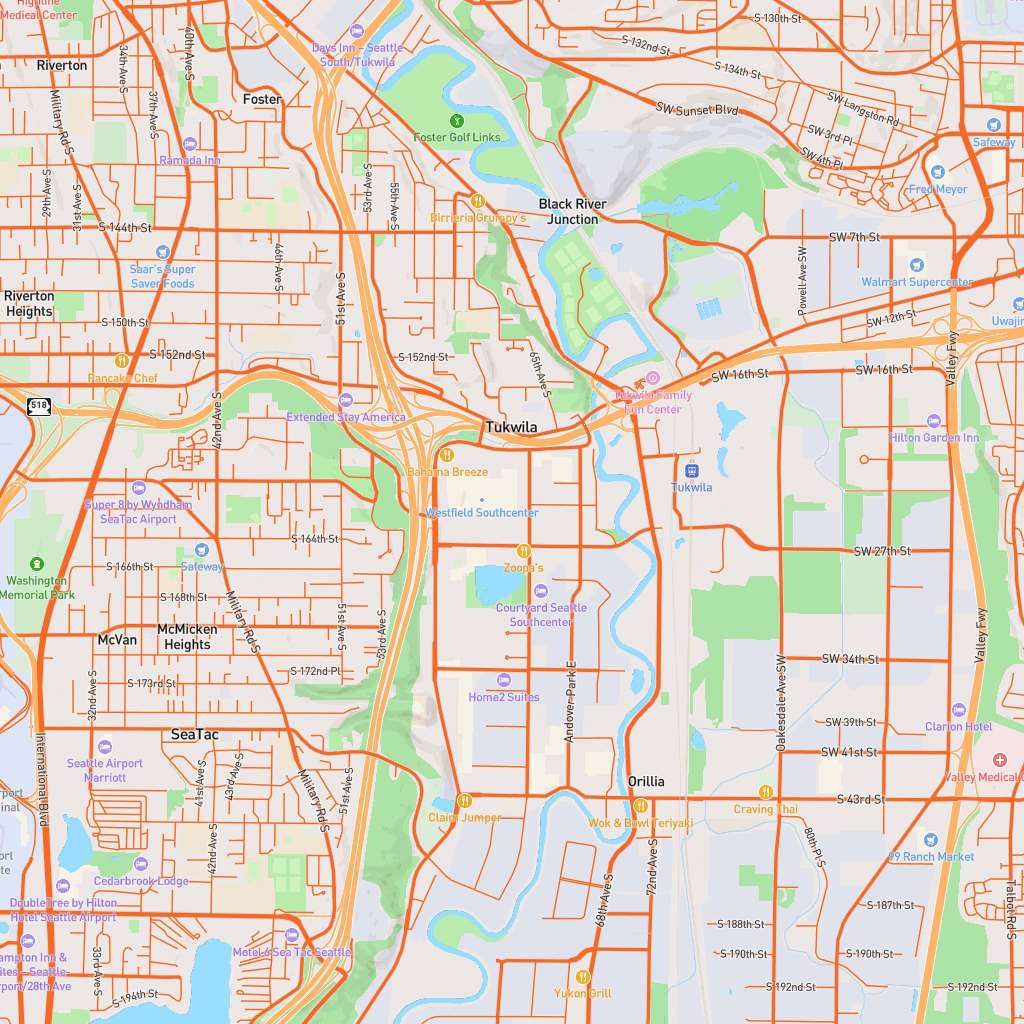 Highline
Medical Center
S 130th St
S 132nd St
Days Inn – Seattle
South/Tukwila
40th Ave S
34th Ave S
Riverton
S 134th St
37th Ave S
Foster
SW Langston Rd
SW Sunset Blvd
Military Rd S
Foster Golf Links
SW 3rd Pl
Safeway
Ramada Inn
SW 4th Pl
53rd Ave S
55th Ave S
29th Ave S
31st Ave S
Fred Meyer
Black River
Junction
Birrieria Grumpy's
S 144th St
SW 7th St
46th Ave S
Powell Ave SW
Saar's Super
Saver Foods
Walmart Supercenter
51st Ave S
Riverton
Heights
S 150th St
SW 12th St
Uwajim
S 152nd St
S 152nd St
65th Ave S
Valley Fwy
Pancake Chef
SW 16th St
SW 16th St
Tukwila Family
Fun Center
518
42nd Ave S
Extended Stay America
Tukwila
Hilton Garden Inn
Bahama Breeze
Tukwila
Super 8 by Wyndham
SeaTac Airport
Westfield Southcenter
S 164th St
SW 27th St
Safeway
S 166th St
Zoopa's
Washington
Memorial Park
S 168th St
Courtyard Seattle
Southcenter
Military Rd S
51st Ave S
53rd Ave S
McVan
McMicken
Heights
Valley Fwy
S 172nd Pl
SW 34th St
S 173rd St
32nd Ave S
Home2 Suites
Andover Park E
Oakesdale Ave SW
SW 39th St
Clarion Hotel
SeaTac
Seattle Airport
Marriott
SW 41st St
International Blvd
41st Ave S
43rd Ave S
Military Rd S
51st Ave S
Valley Medical C
Orillia
S 43rd St
Claim Jumper
Craving Thai
Wok & Bowl Teriyaki
42nd Ave S
80th Pl S
99 Ranch Market
Cedarbrook Lodge
72nd Ave S
DoubleTree by Hilton
Hotel Seattle Airport
68th Ave S
S 187th St
Talbot Rd S
S 188th St
Motel 6 Sea Tac Seattle
S 190th St
S 190th St
33rd Ave S
S 192nd St
S 192nd St
Yukon Grill
S 194th St